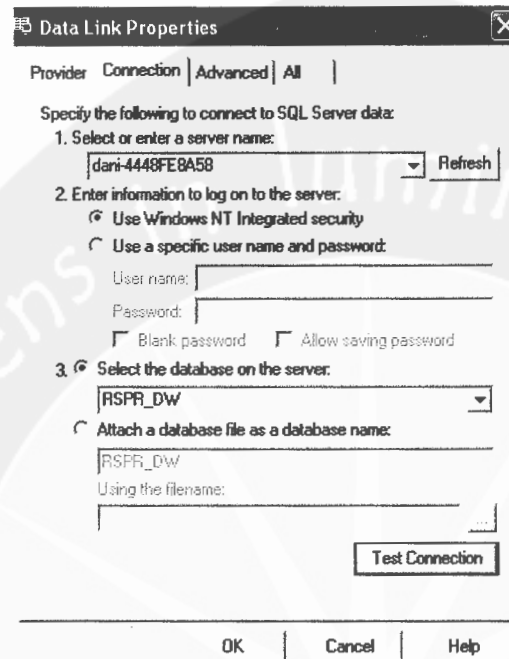 Data Link Properties
Provider Connection Advanced All
Specify the following to connect to SQL Server data:
1. Select or enter a server name:
dani-4448FE8A58 Refresh
2. Enter information to log on to the server:
Use Windows NT Integrated security
Use a specific user name and password:
User name:
Password:
Blank password Allow saving password
3. Select the database on the server:
RSPR_DW
Attach a database file as a database name:
RSPR_DW
Using the filename:
...
Test Connection
OK Cancel Help